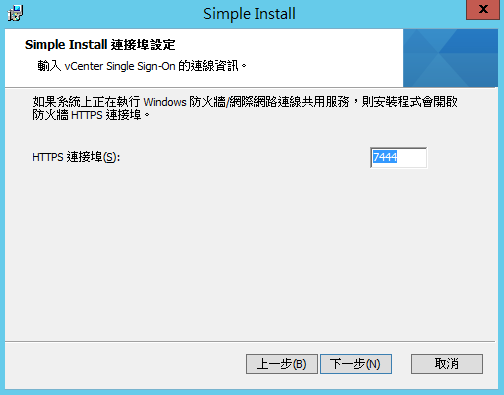 Simple Install
x
Simple Install 連接埠設定
輸入 vCenter Single Sign-On 的連線資訊。
如果系統上正在執行 Windows 防火牆/網際網路連線共用服務，則安裝程式會開啟
防火牆 HTTPS 連接埠。
HTTPS 連接埠(S):
7444
上一步(B)
下一步(N)
取消